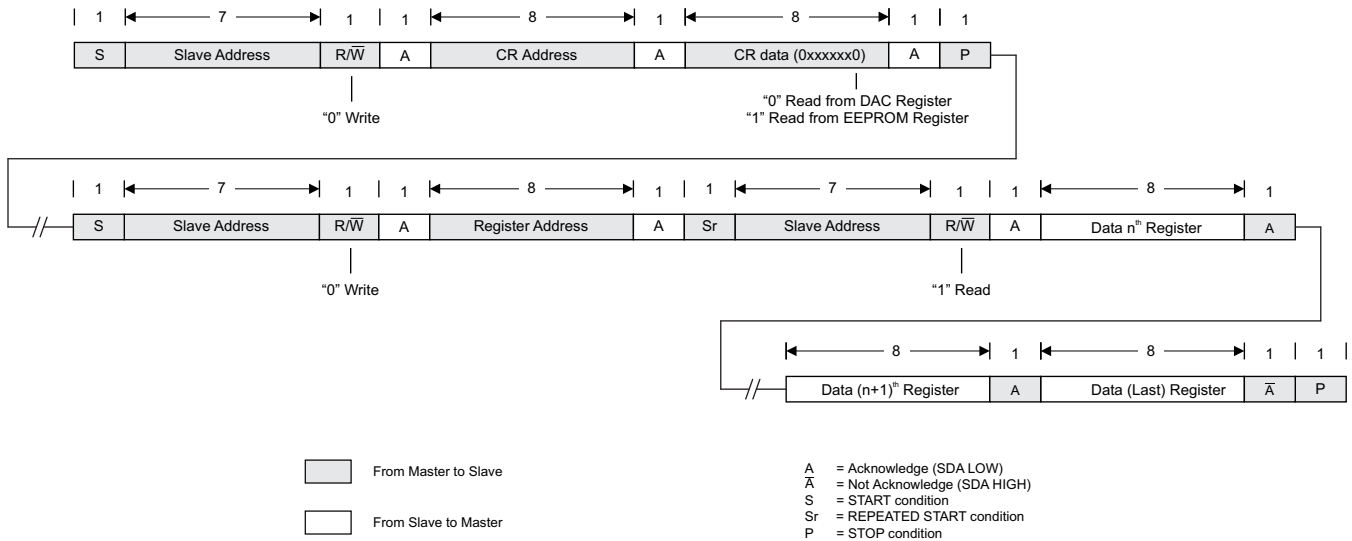 1 7 1 1 8 1 8 1 1
S Slave Address R/W̅ A CR Address A CR data (0xxxxxx0) A P
“0” Write
“0” Read from DAC Register
“1” Read from EEPROM Register
1 7 1 1 8 1 1 7 1 1 8 1
S Slave Address R/W̅ A Register Address A Sr Slave Address R/W̅ A Data nᵗʰ Register A
“0” Write “1” Read
8 1 8 1 1
Data (n+1)ᵗʰ Register A Data (Last) Register A̅ P
From Master to Slave
From Slave to Master
A = Acknowledge (SDA LOW)
A̅ = Not Acknowledge (SDA HIGH)
S = START condition
Sr = REPEATED START condition
P = STOP condition